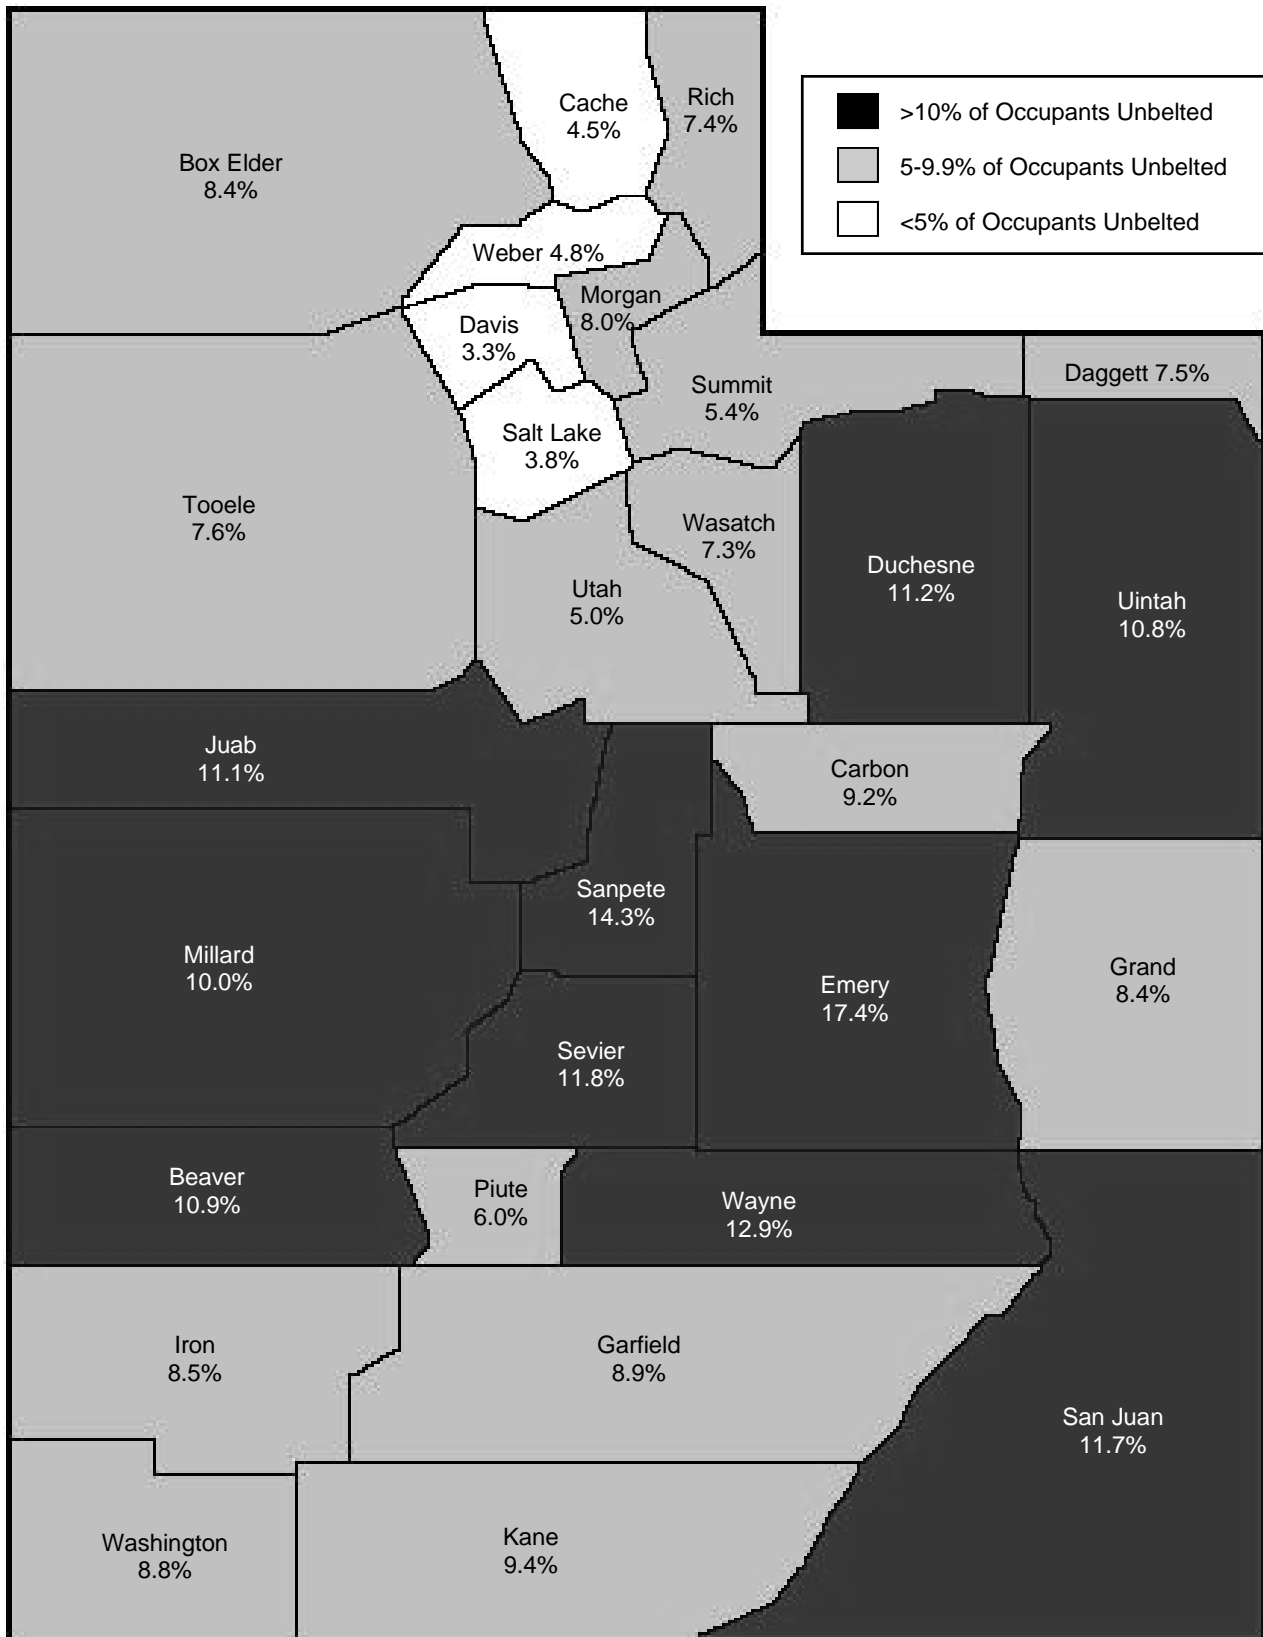 Cache
4.5%
Rich
7.4%
>10% of Occupants Unbelted
5-9.9% of Occupants Unbelted
<5% of Occupants Unbelted
Box Elder
8.4%
Weber 4.8%
Morgan
8.0%
Davis
3.3%
Summit
5.4%
Daggett 7.5%
Salt Lake
3.8%
Tooele
7.6%
Wasatch
7.3%
Duchesne
11.2%
Utah
5.0%
Uintah
10.8%
Juab
11.1%
Carbon
9.2%
Sanpete
14.3%
Millard
10.0%
Emery
17.4%
Grand
8.4%
Sevier
11.8%
Beaver
10.9%
Piute
6.0%
Wayne
12.9%
Iron
8.5%
Garfield
8.9%
San Juan
11.7%
Washington
8.8%
Kane
9.4%